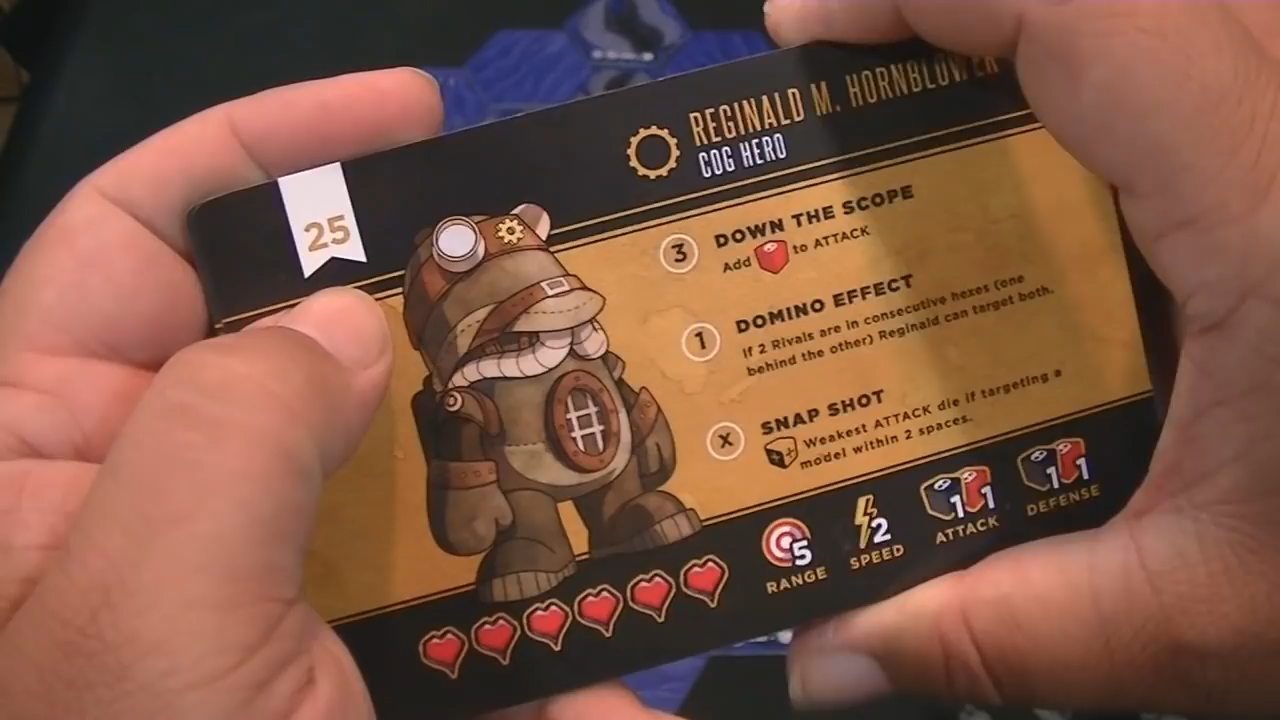 25
REGINALD M. HORNBLOWER
COG HERO
3 DOWN THE SCOPE
Add to ATTACK
1 DOMINO EFFECT
If 2 Rivals are in consecutive hexes (one
behind the other) Reginald can target both.
X SNAP SHOT
Weakest ATTACK die if targeting a
model within 2 spaces.
5 RANGE
2 SPEED
1 1 ATTACK
1 1 DEFENSE